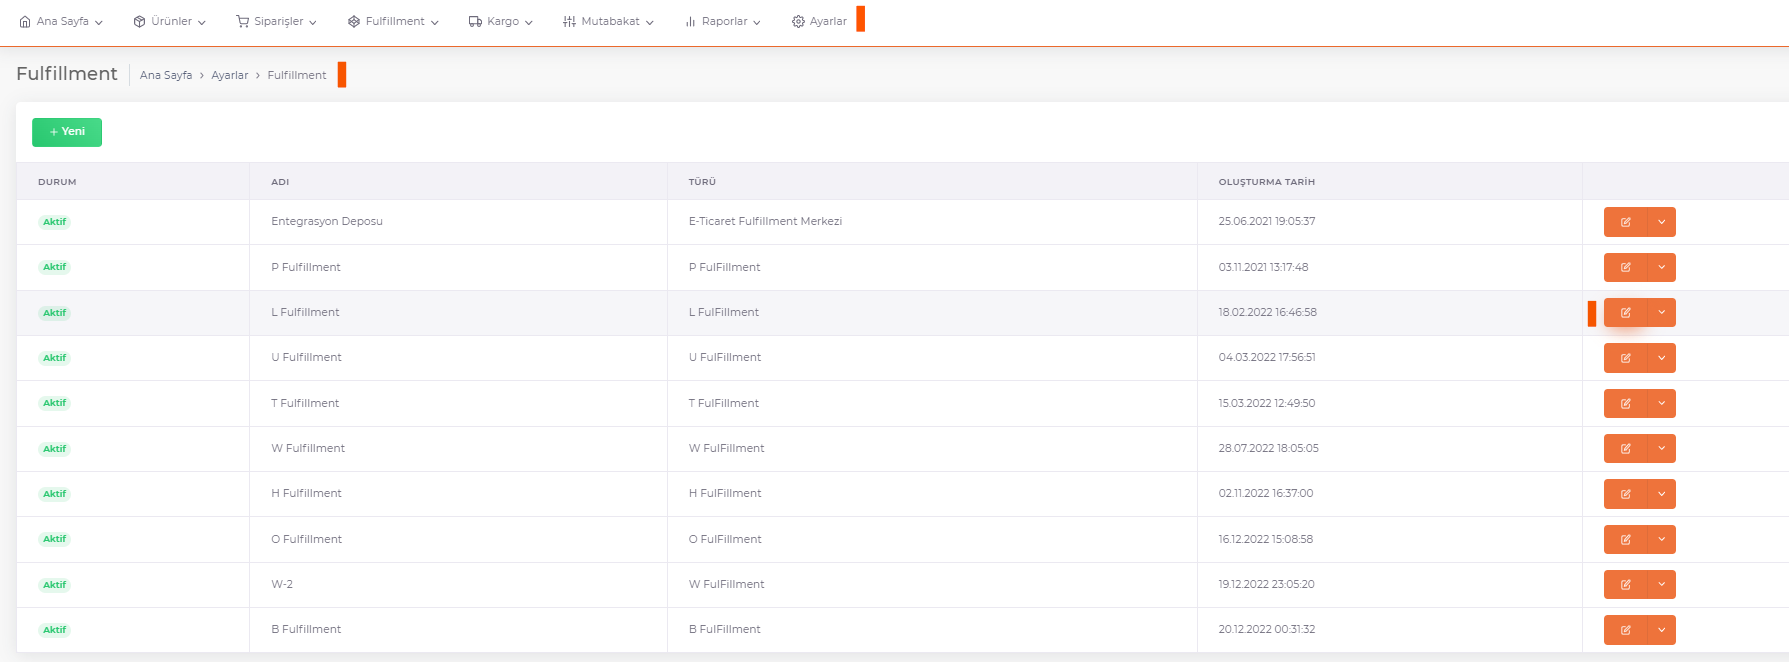 Ana Sayfa Ürünler Siparişler Fulfillment Kargo Mutabakat Raporlar Ayarlar
Fulfillment Ana Sayfa > Ayarlar > Fulfillment
+ Yeni
DURUM ADI TÜRÜ OLUŞTURMA TARİH
Aktif Entegrasyon Deposu E-Ticaret Fulfillment Merkezi 25.06.2021 19:05:37
Aktif P Fulfillment P FulFillment 03.11.2021 13:17:48
Aktif L Fulfillment L FulFillment 18.02.2022 16:46:58
Aktif U Fulfillment U FulFillment 04.03.2022 17:56:51
Aktif T Fulfillment T FulFillment 15.03.2022 12:49:50
Aktif W Fulfillment W FulFillment 28.07.2022 18:05:05
Aktif H Fulfillment H FulFillment 02.11.2022 16:37:00
Aktif O Fulfillment O FulFillment 16.12.2022 15:08:58
Aktif W-2 W FulFillment 19.12.2022 23:05:20
Aktif B Fulfillment B FulFillment 20.12.2022 00:31:32